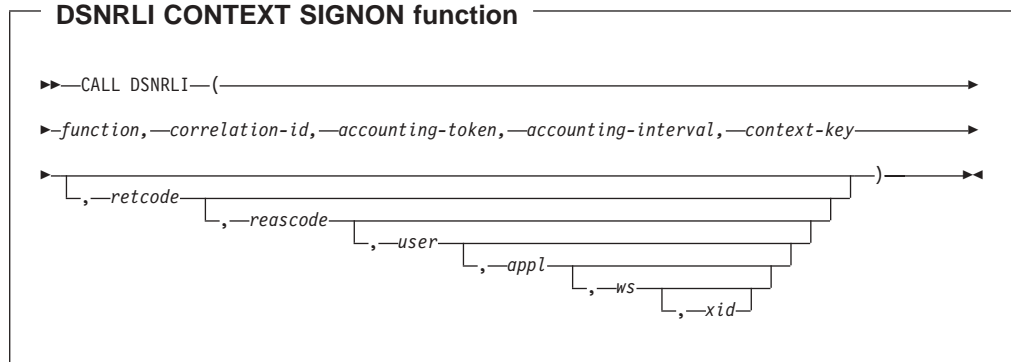 DSNRLI CONTEXT SIGNON function
CALL DSNRLI (
function, correlation-id, accounting-token, accounting-interval, context-key
)
, retcode
, reascode
, user
, appl
, ws
, xid